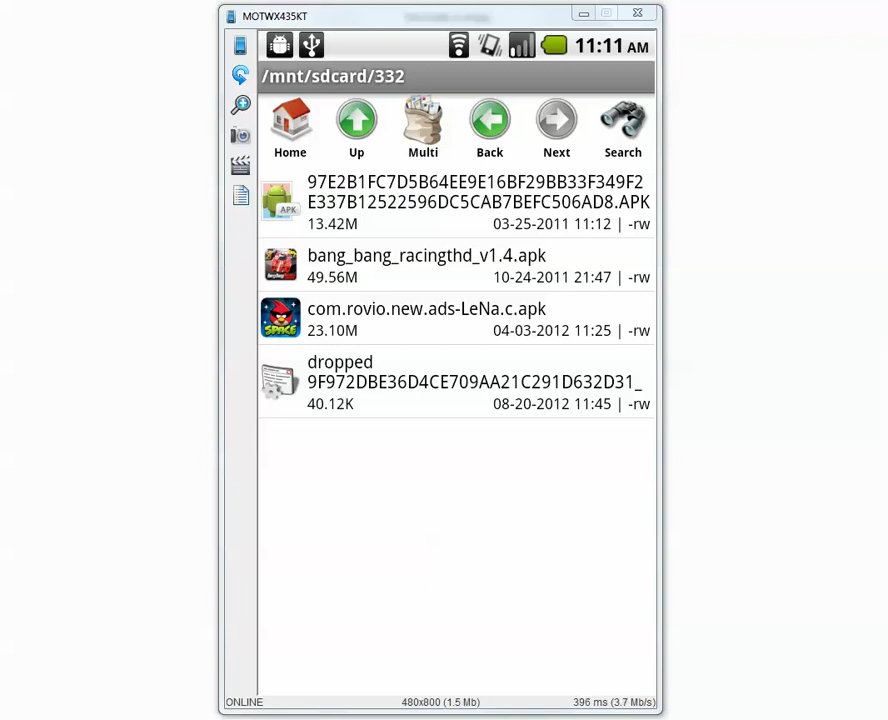 MOTWX435KT
11:11 AM
/mnt/sdcard/332
Home Up Multi Back Next Search
97E2B1FC7D5B64EE9E16BF29BB33F349F2
E337B12522596DC5CAB7BEFC506AD8.APK
APK
13.42M 03-25-2011 11:12 | -rw
bang_bang_racingthd_v1.4.apk
49.56M 10-24-2011 21:47 | -rw
com.rovio.new.ads-LeNa.c.apk
SPACE
23.10M 04-03-2012 11:25 | -rw
dropped
9F972DBE36D4CE709AA21C291D632D31_
40.12K 08-20-2012 11:45 | -rw
ONLINE 480x800 (1.5 Mb) 396 ms (3.7 Mb/s)